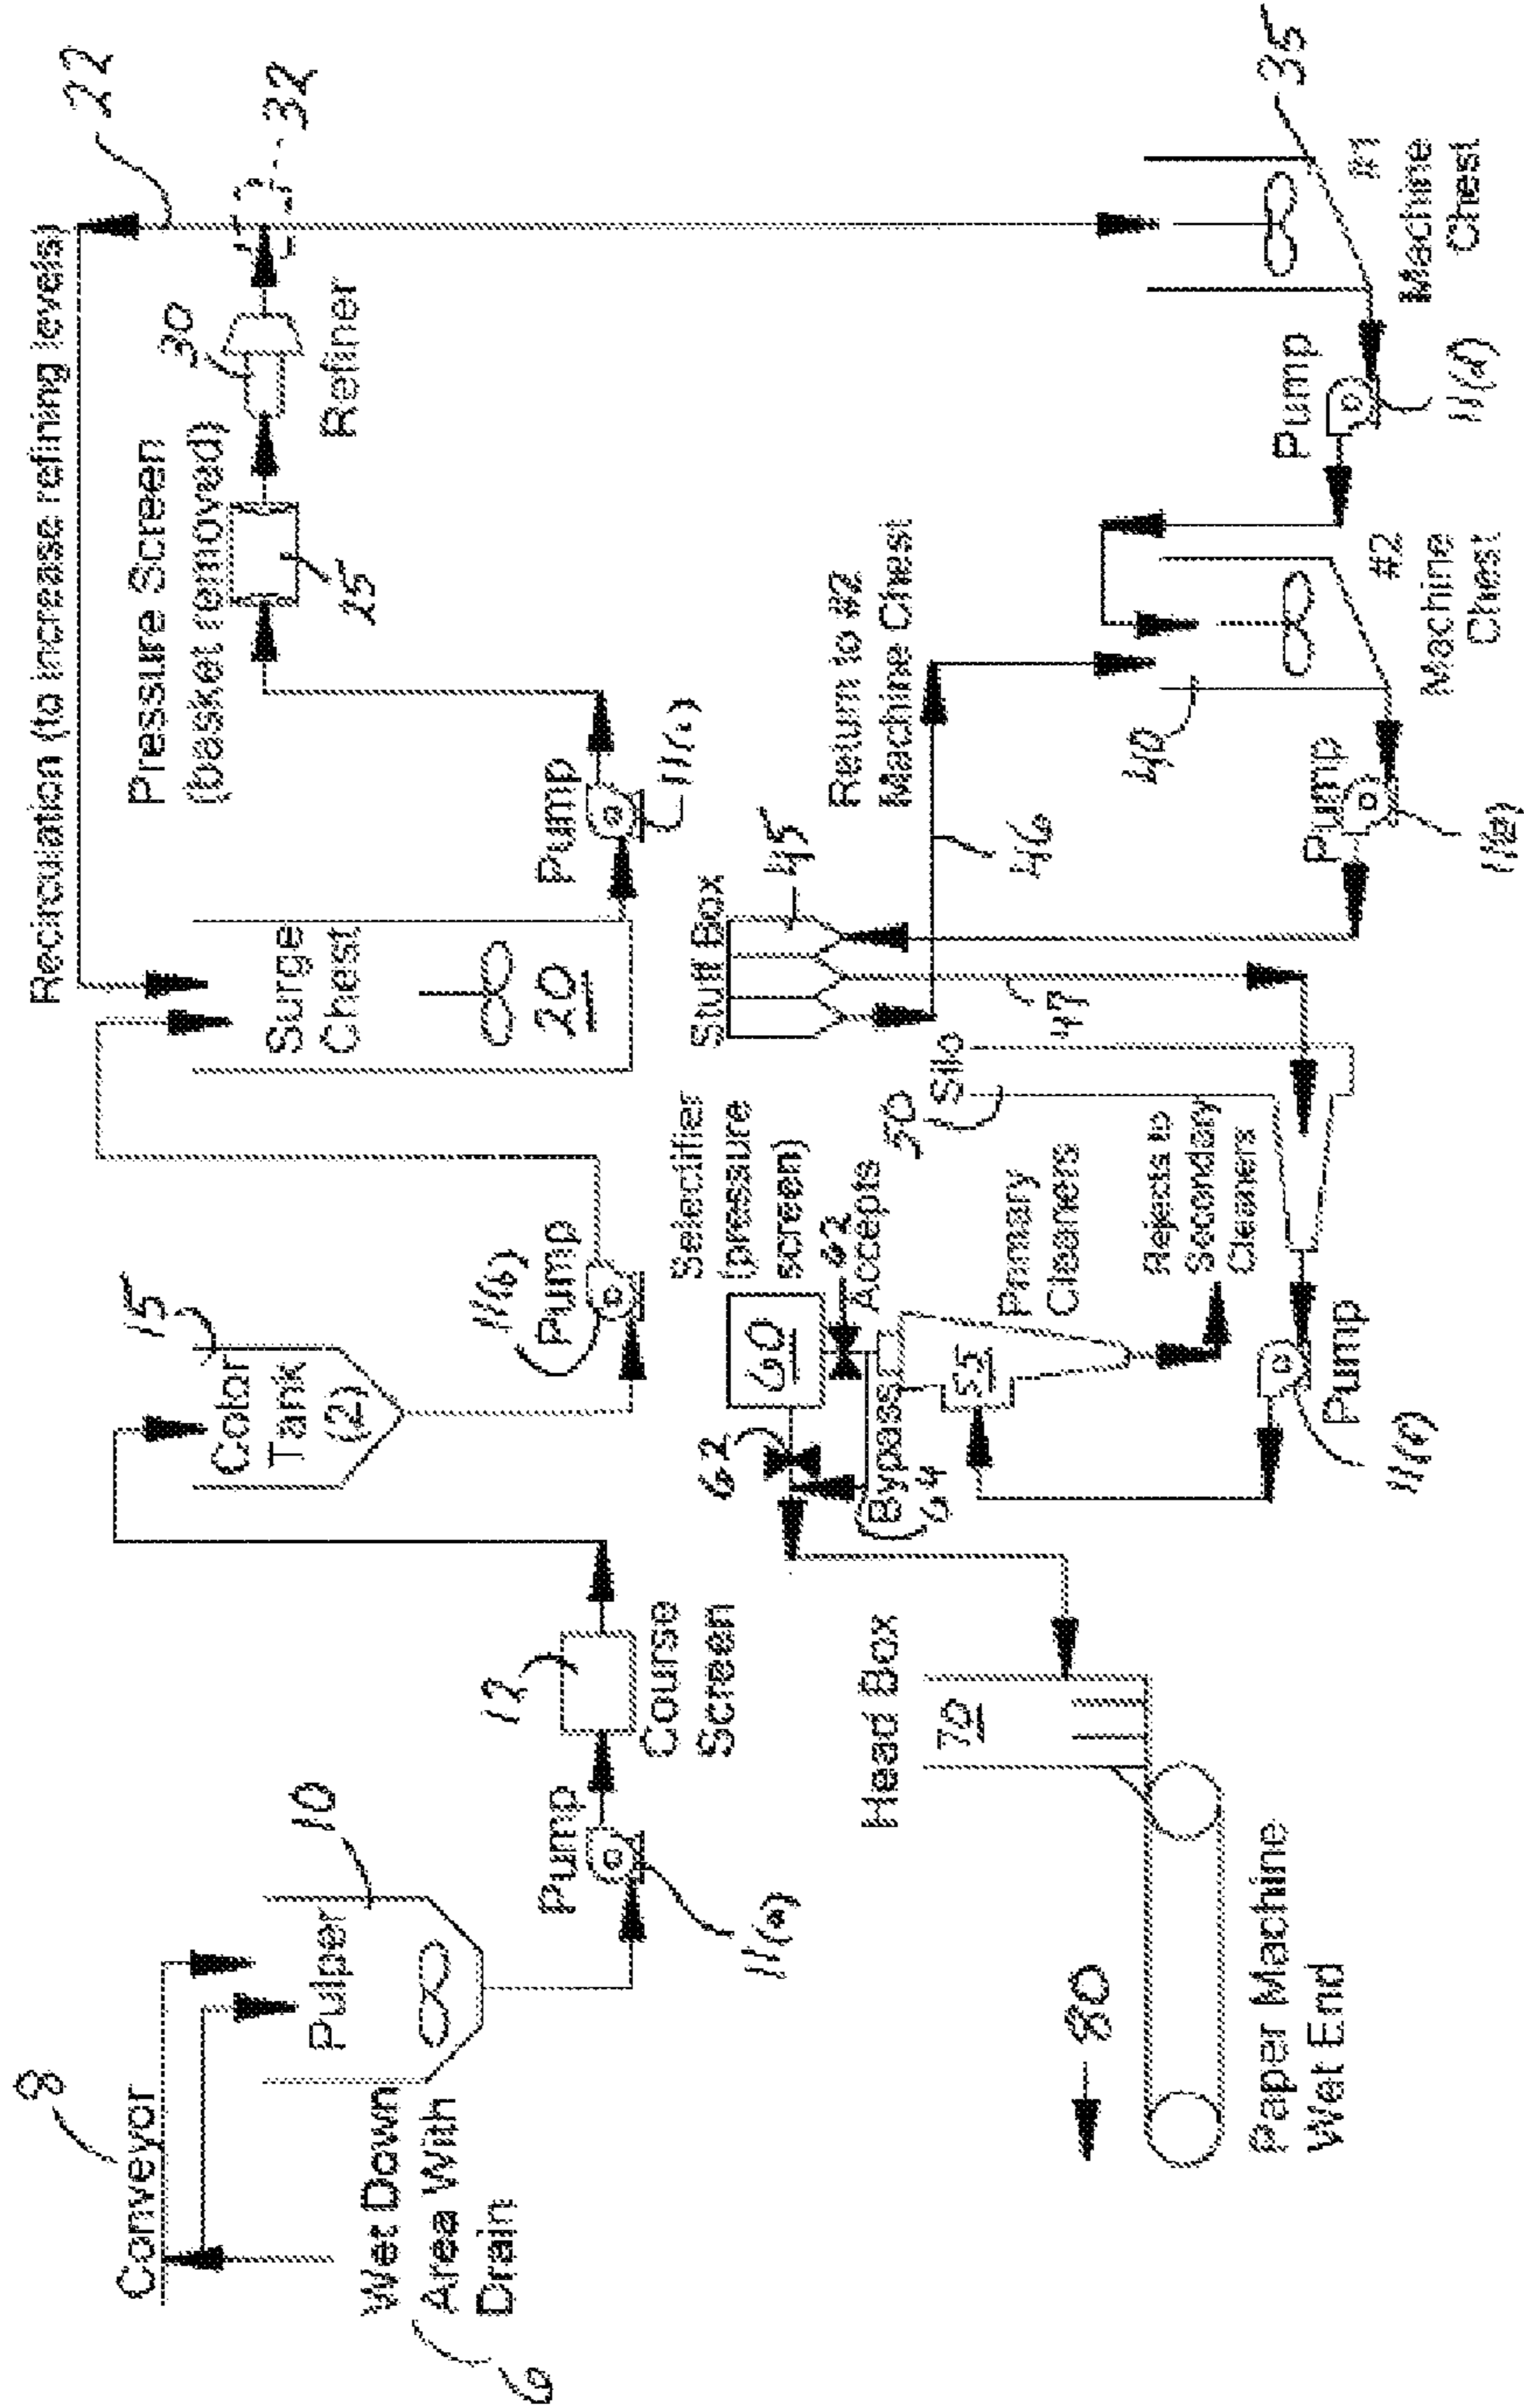 Recirculation (to increase refining levels)
22
Conveyor
8
Pulper
10
Wet Down
Area With
Drain
6
Pump
11(a)
12
Course
Screen
15
Tank
(2)
11(b)
Pump
Surge
Chest
20
Pump
11(c)
Pressure Screen
(basket removed)
25
30
Refiner
32
Head Box
70
80
Paper Machine
Wet End
Selectifier
(pressure
screen)
60
62
62
Accepts
Bypass
64
55
Primary
Cleaners
Rejects to
Secondary
Cleaners
50
Silo
Pump
Stuff Box
45
46
47
Return to #2
Machine Chest
40
#2
Machine
Chest
Pump
11(e)
Pump
11(d)
#1
Machine
Chest
35